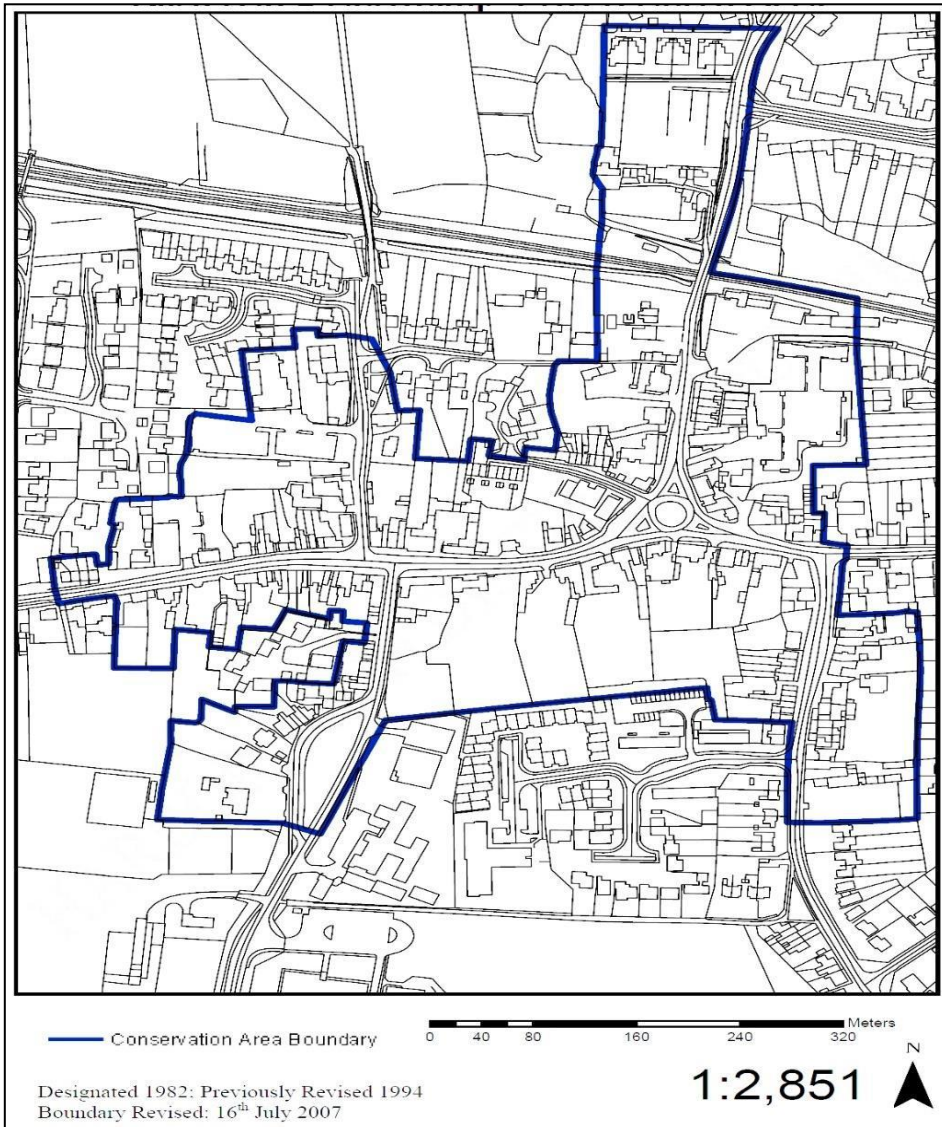 Conservation Area Boundary
0 40 80 160 240 320 Meters
N
1:2,851
Designated 1982: Previously Revised 1994
Boundary Revised: 16th July 2007